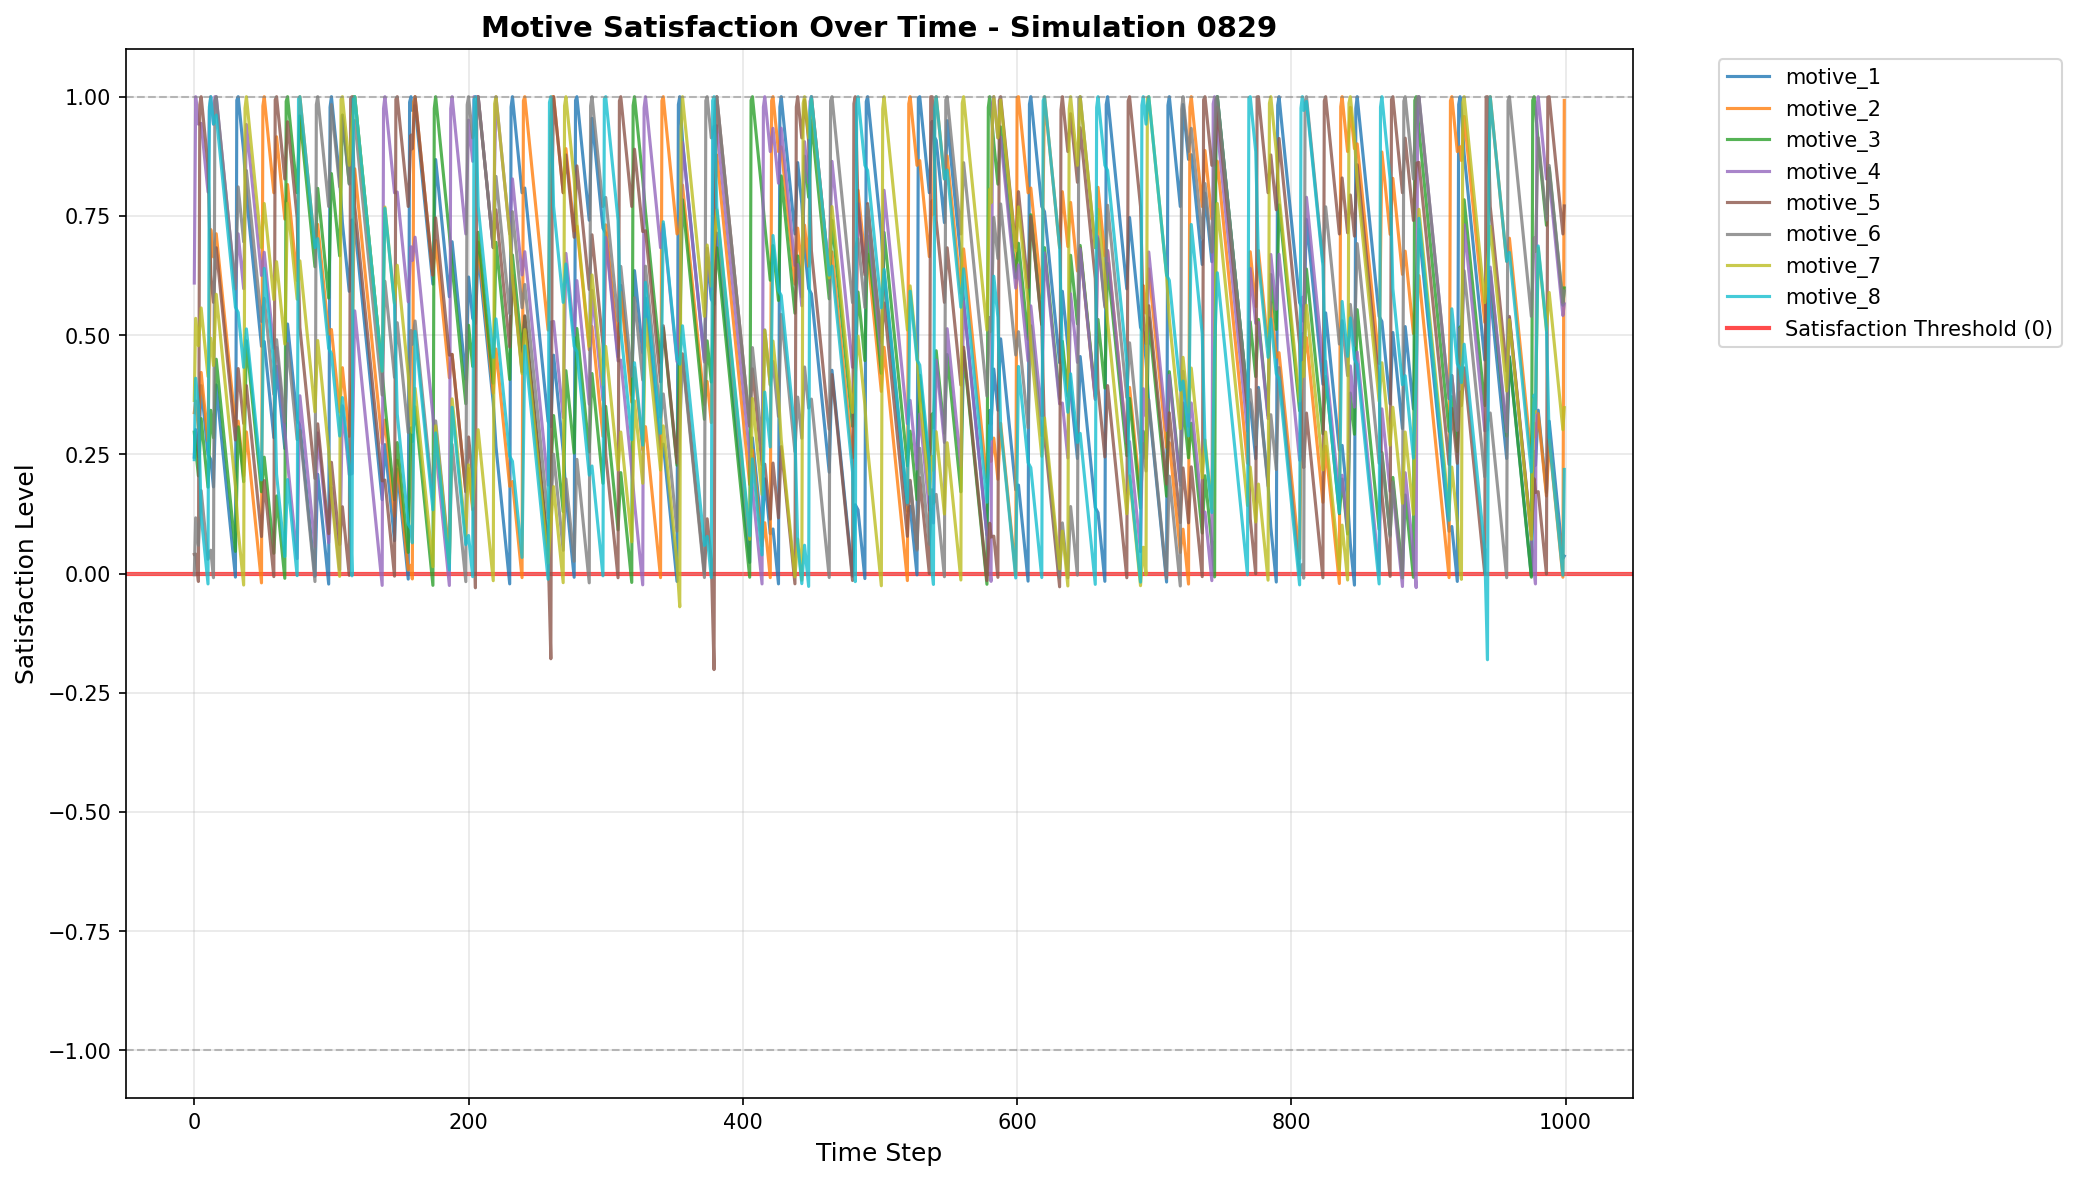 Motive Satisfaction Over Time - Simulation 0829
Satisfaction Level
1.00
0.75
0.50
0.25
0.00
−0.25
−0.50
−0.75
−1.00
0
200
400
600
800
1000
Time Step
motive_1
motive_2
motive_3
motive_4
motive_5
motive_6
motive_7
motive_8
Satisfaction Threshold (0)